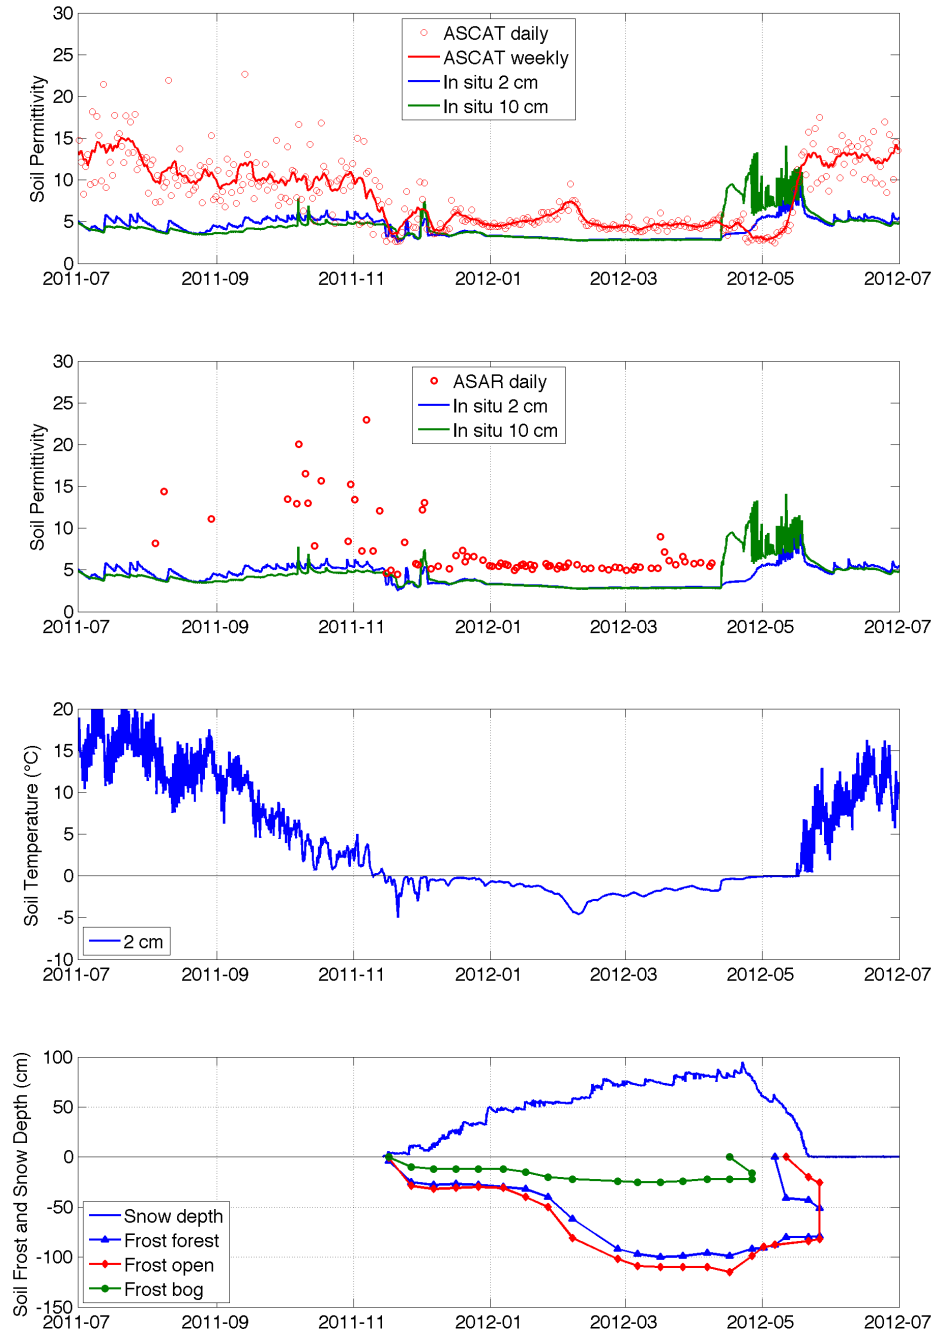 30
25
20
15
10
5
0
Soil Permittivity
ASCAT daily
ASCAT weekly
In situ 2 cm
In situ 10 cm
2011-07 2011-09 2011-11 2012-01 2012-03 2012-05 2012-07
30
25
20
15
10
5
0
Soil Permittivity
ASAR daily
In situ 2 cm
In situ 10 cm
2011-07 2011-09 2011-11 2012-01 2012-03 2012-05 2012-07
20
15
10
5
0
-5
-10
Soil Temperature (°C)
2 cm
2011-07 2011-09 2011-11 2012-01 2012-03 2012-05 2012-07
100
50
0
-50
-100
-150
Soil Frost and Snow Depth (cm)
Snow depth
Frost forest
Frost open
Frost bog
2011-07 2011-09 2011-11 2012-01 2012-03 2012-05 2012-07